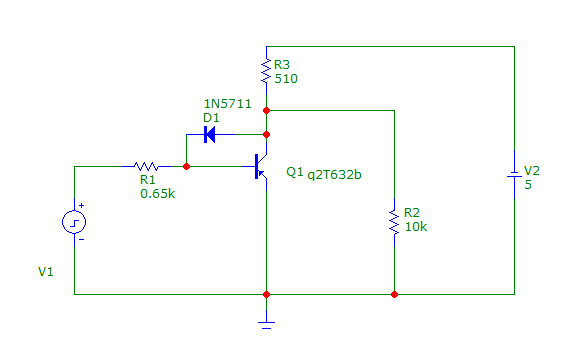 R3
510
1N5711
D1
R1
0.65k
Q1 q2T632b
V2
5
R2
10k
+
-
V1